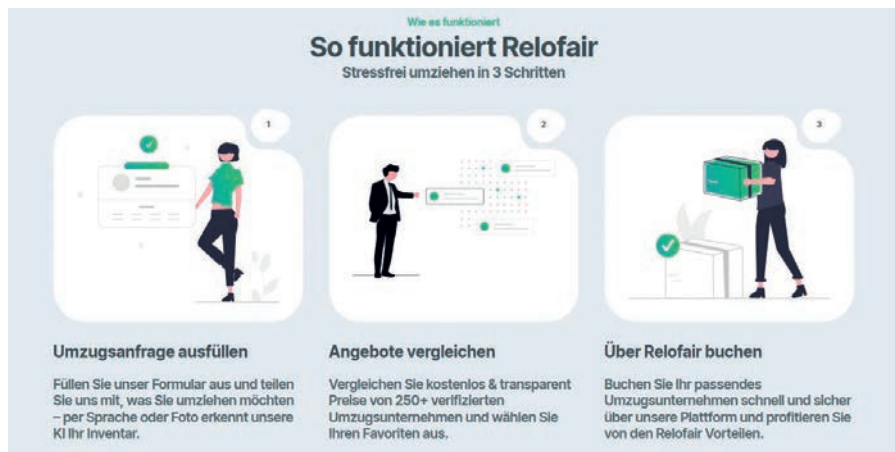 Wie es funktioniert
So funktioniert Relofair
Stressfrei umziehen in 3 Schritten
1
2
3
Umzugsanfrage ausfüllen
Füllen Sie unser Formular aus und teilen
Sie uns mit, was Sie umziehen möchten
– per Sprache oder Foto erkennt unsere
KI Ihr Inventar.
Angebote vergleichen
Vergleichen Sie kostenlos & transparent
Preise von 250+ verifizierten
Umzugsunternehmen und wählen Sie
Ihren Favoriten aus.
Über Relofair buchen
Buchen Sie Ihr passendes
Umzugsunternehmen schnell und sicher
über unsere Plattform und profitieren Sie
von den Relofair Vorteilen.